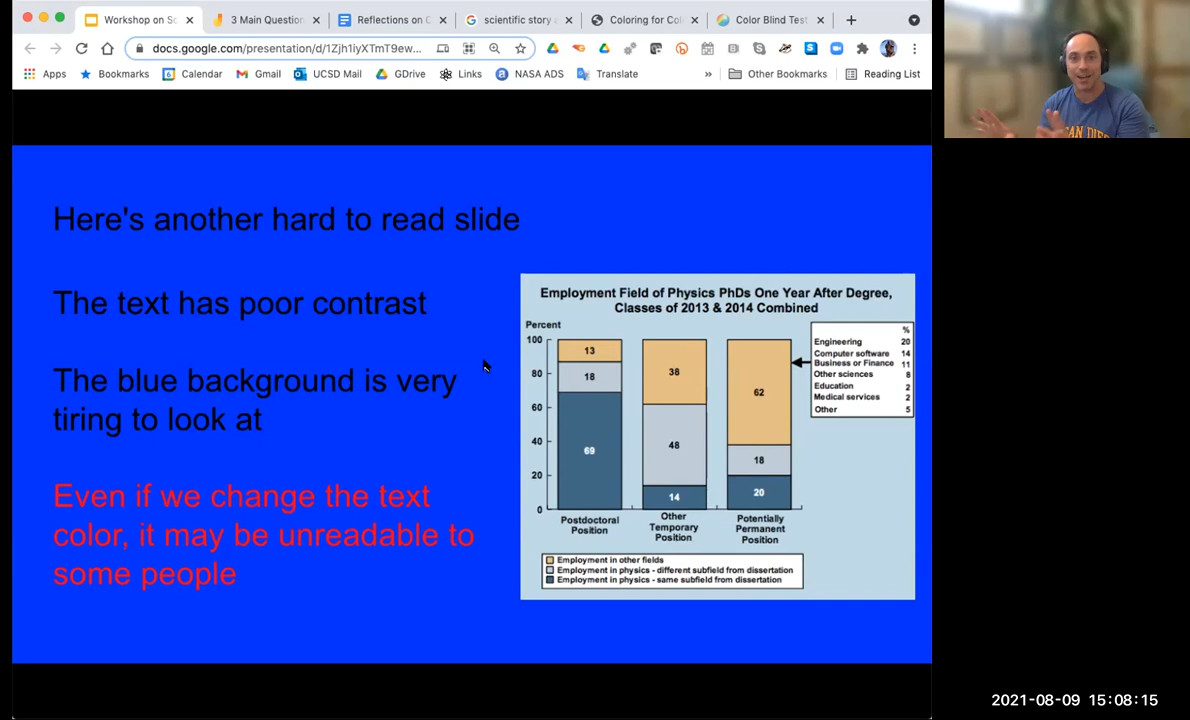 Workshop on Sc
3 Main Question
Reflections on C
scientific story a
Coloring for Col
Color Blind Test
docs.google.com/presentation/d/1Zjh1iyXTmT9ew...
Apps
Bookmarks
Calendar
Gmail
UCSD Mail
GDrive
Links
NASA ADS
Translate
»
Other Bookmarks
Reading List
Here's another hard to read slide
The text has poor contrast
The blue background is very
tiring to look at
Even if we change the text
color, it may be unreadable to
some people
Employment Field of Physics PhDs One Year After Degree,
Classes of 2013 & 2014 Combined
Percent
100
80
60
40
20
0
13
18
69
38
48
14
62
18
20
%
Engineering 20
Computer software 14
Business or Finance 11
Other sciences 8
Education 2
Medical services 2
Other 5
Postdoctoral
Position
Other
Temporary
Position
Potentially
Permanent
Position
Employment in other fields
Employment in physics - different subfield from dissertation
Employment in physics - same subfield from dissertation
SAN DIEG
2021-08-09 15:08:15